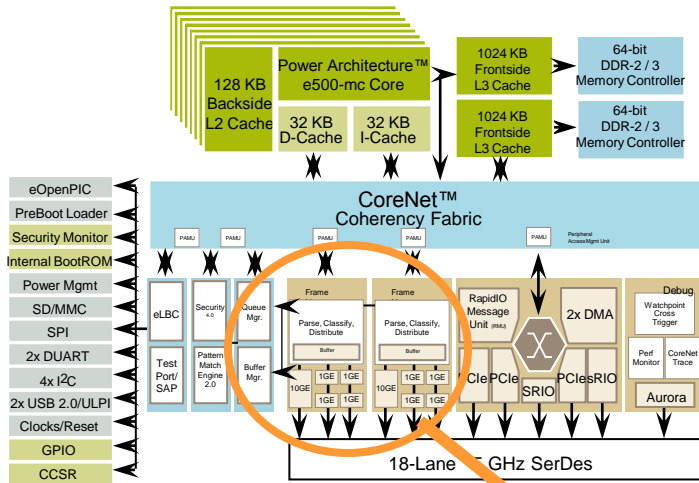 128 KB
Backside
L2 Cache
Power Architecture™
e500-mc Core
32 KB
D-Cache
32 KB
I-Cache
1024 KB
Frontside
L3 Cache
1024 KB
Frontside
L3 Cache
64-bit
DDR-2 / 3
Memory Controller
64-bit
DDR-2 / 3
Memory Controller
eOpenPIC
PreBoot Loader
Security Monitor
Internal BootROM
Power Mgmt
SD/MMC
SPI
2x DUART
4x I²C
2x USB 2.0/ULPI
Clocks/Reset
GPIO
CCSR
CoreNet™
Coherency Fabric
PAMU
PAMU
PAMU
PAMU
PAMU
Peripheral
Access Mgmt Unit
eLBC
Test
Port/
SAP
Security
4.0
Pattern
Match
Engine
2.0
Queue
Mgr.
Buffer
Mgr.
Frame
Parse, Classify,
Distribute
Buffer
10GE
1GE
1GE
1GE
1GE
Frame
Parse, Classify,
Distribute
Buffer
10GE
1GE
1GE
1GE
1GE
RapidIO
Message
Unit (RMU)
2x DMA
PCIe
PCIe
SRIO
PCIe
sRIO
Debug
Watchpoint
Cross
Trigger
Perf
Monitor
CoreNet
Trace
Aurora
18-Lane GHz SerDes